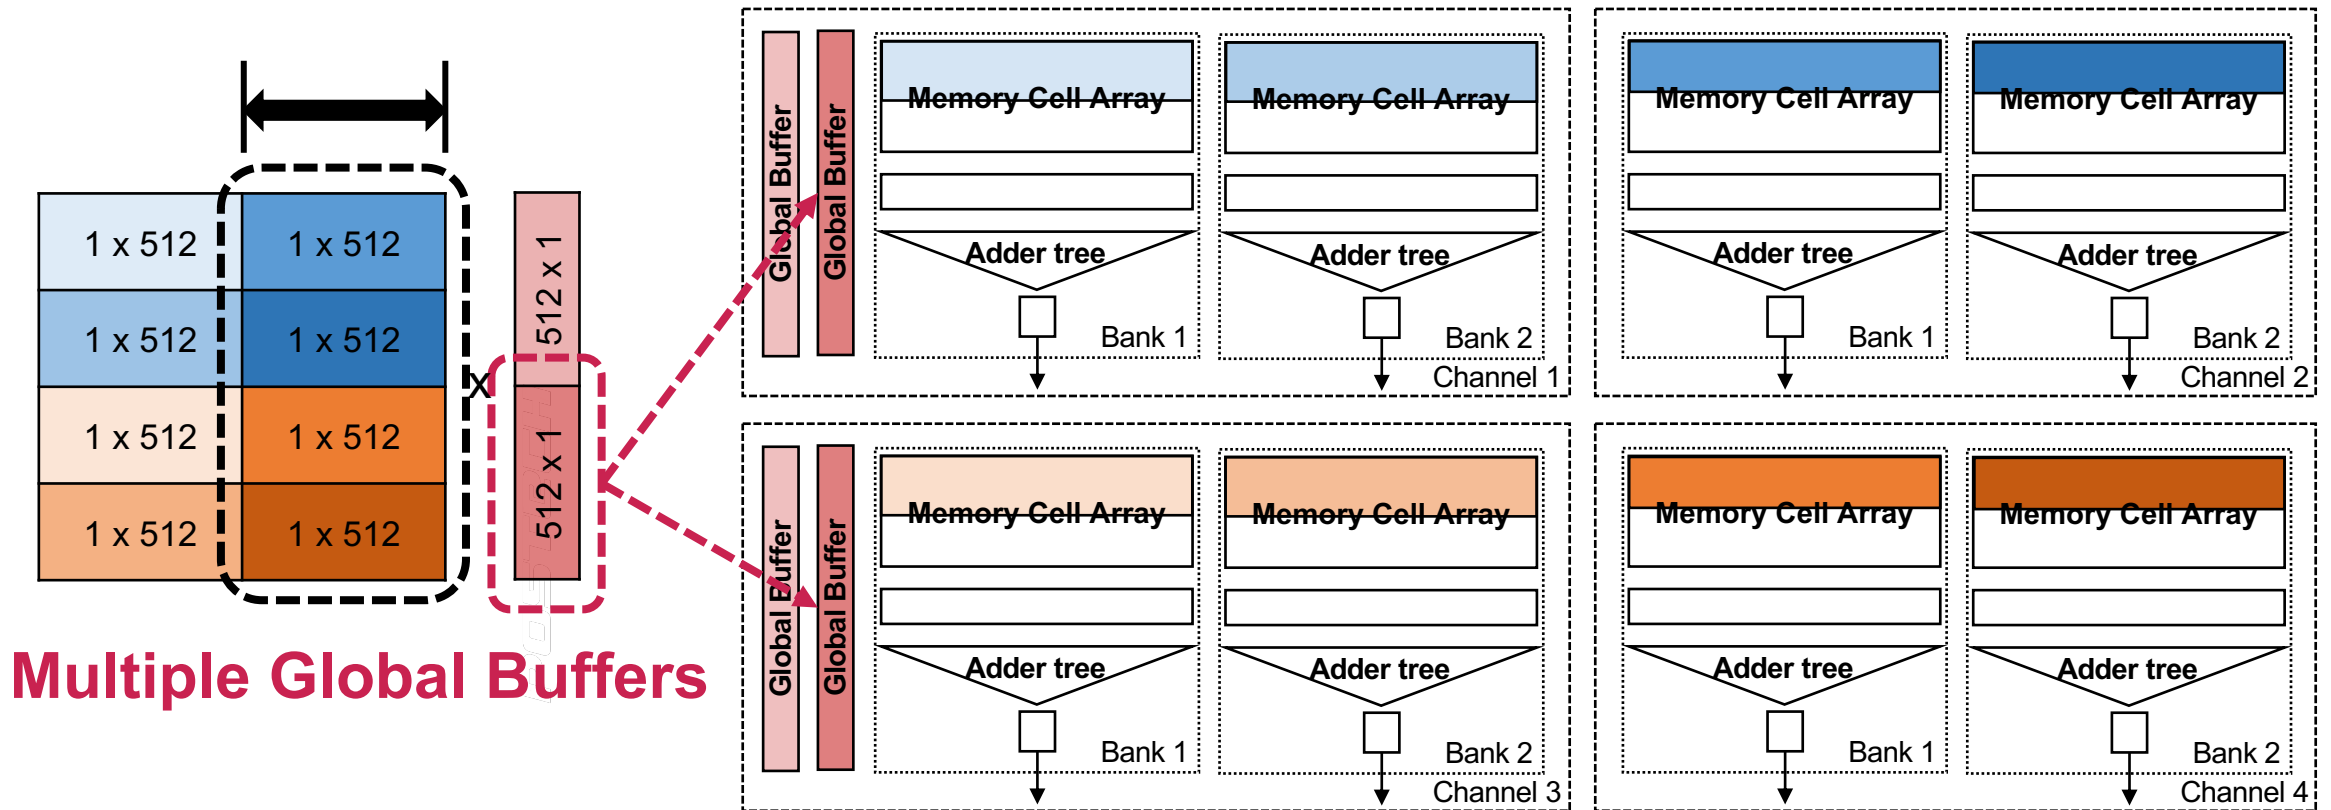 1 x 512
1 x 512
1 x 512
1 x 512
1 x 512
1 x 512
1 x 512
1 x 512
x
512 x 1
512 x 1
Multiple Global Buffers
Global Buffer
Global Buffer
Memory Cell Array
Adder tree
Bank 1
Memory Cell Array
Adder tree
Bank 2
Channel 1
Memory Cell Array
Adder tree
Bank 1
Memory Cell Array
Adder tree
Bank 2
Channel 2
Global Buffer
Global Buffer
Memory Cell Array
Adder tree
Bank 1
Memory Cell Array
Adder tree
Bank 2
Channel 3
Memory Cell Array
Adder tree
Bank 1
Memory Cell Array
Adder tree
Bank 2
Channel 4